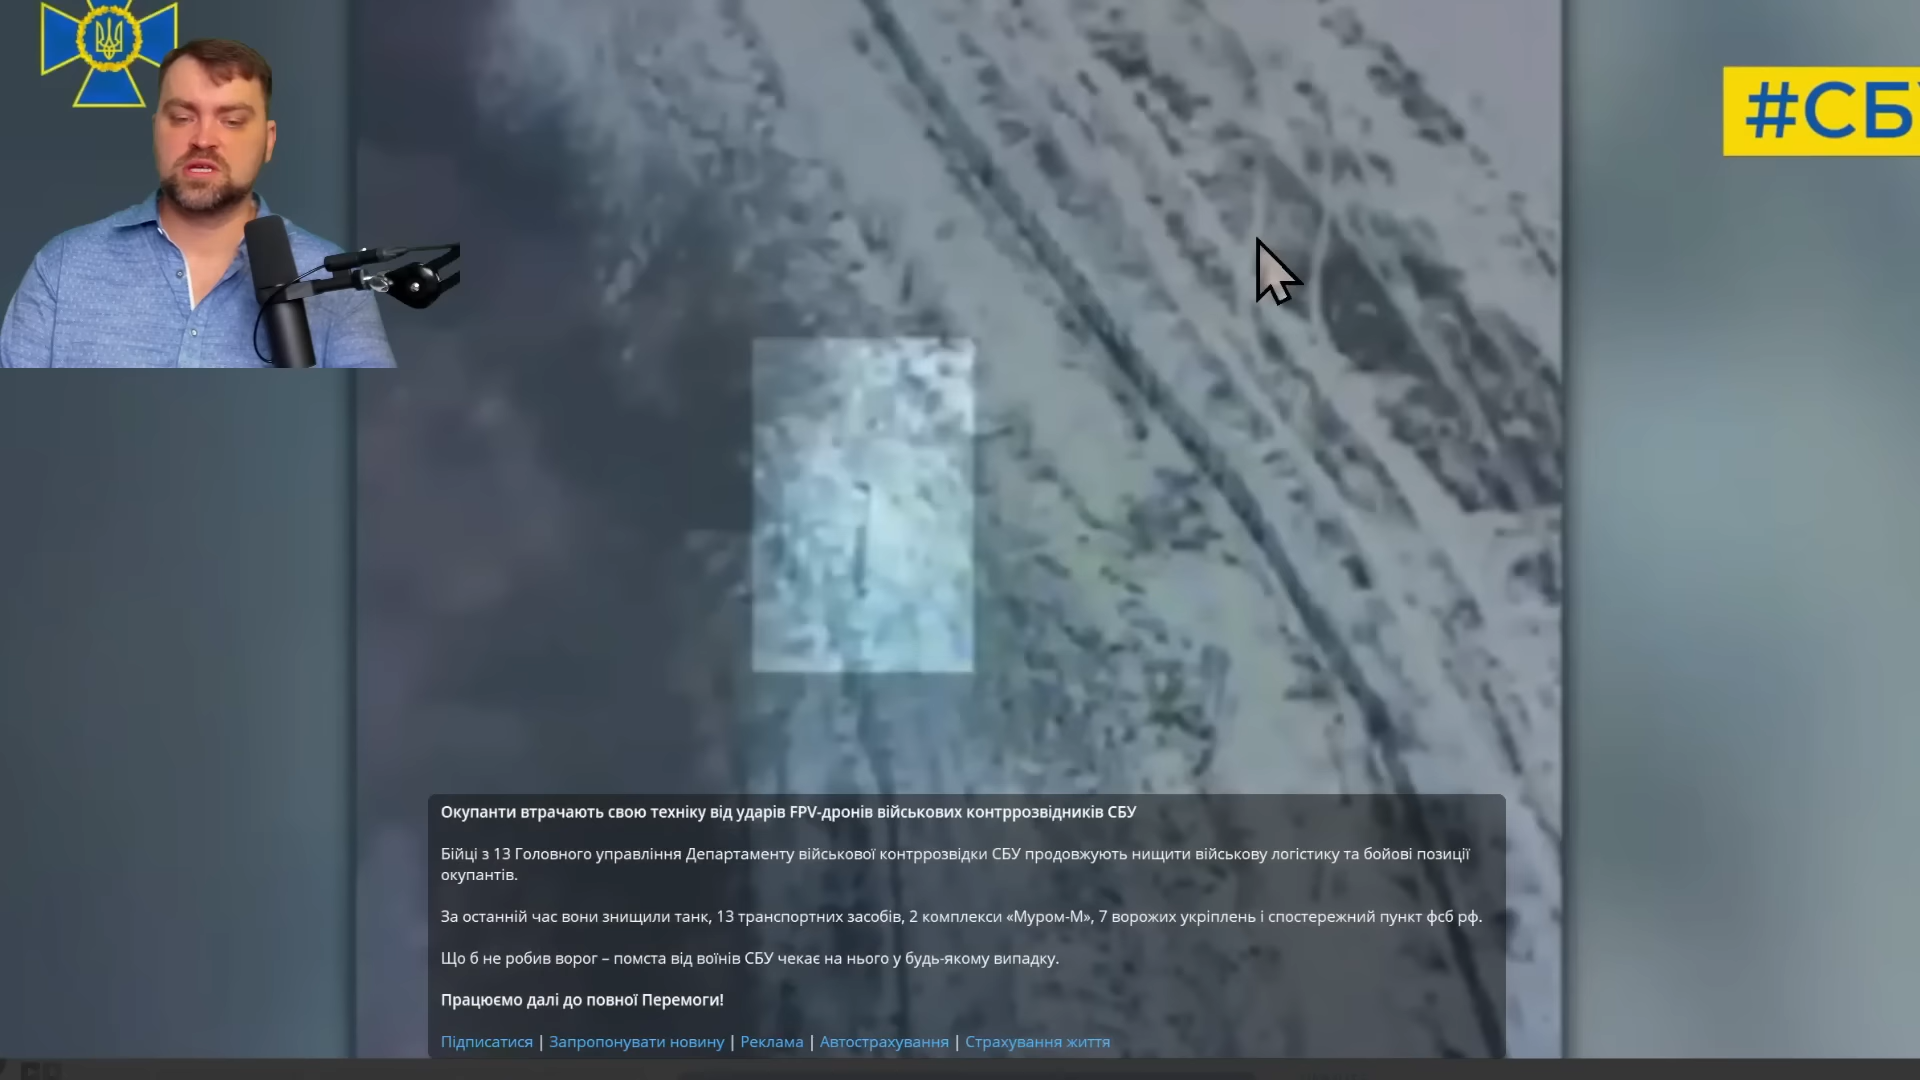 #СБ
Окупанти втрачають свою техніку від ударів FPV-дронів військових контррозвідників СБУ
Бійці з 13 Головного управління Департаменту військової контррозвідки СБУ продовжують нищити військову логістику та бойові позиції
окупантів.
За останній час вони знищили танк, 13 транспортних засобів, 2 комплекси «Муром-М», 7 ворожих укріплень і спостережний пункт фсб рф.
Що б не робив ворог – помста від воїнів СБУ чекає на нього у будь-якому випадку.
Працюємо далі до повної Перемоги!
Підписатися | Запропонувати новину | Реклама | Автострахування | Страхування життя